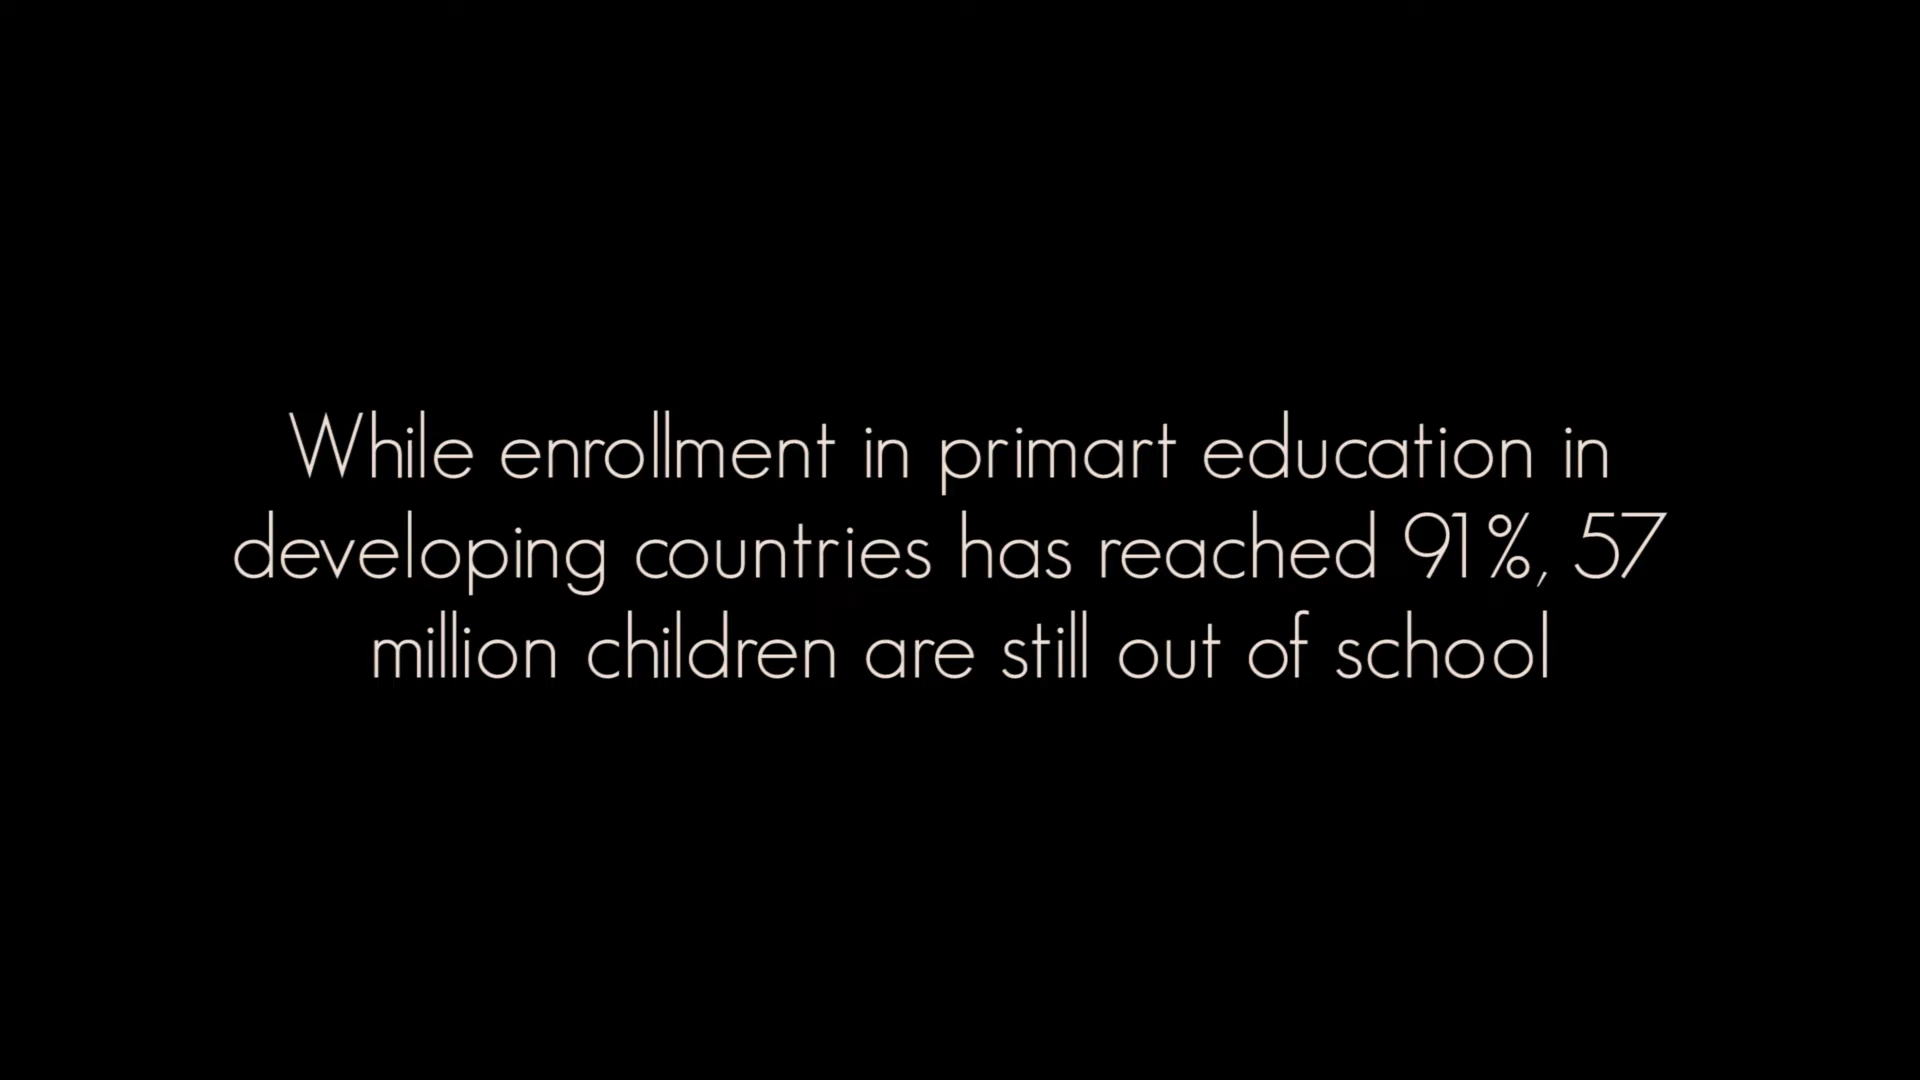 While enrollment in primart education in
developing countries has reached 91%, 57
million children are still out of school